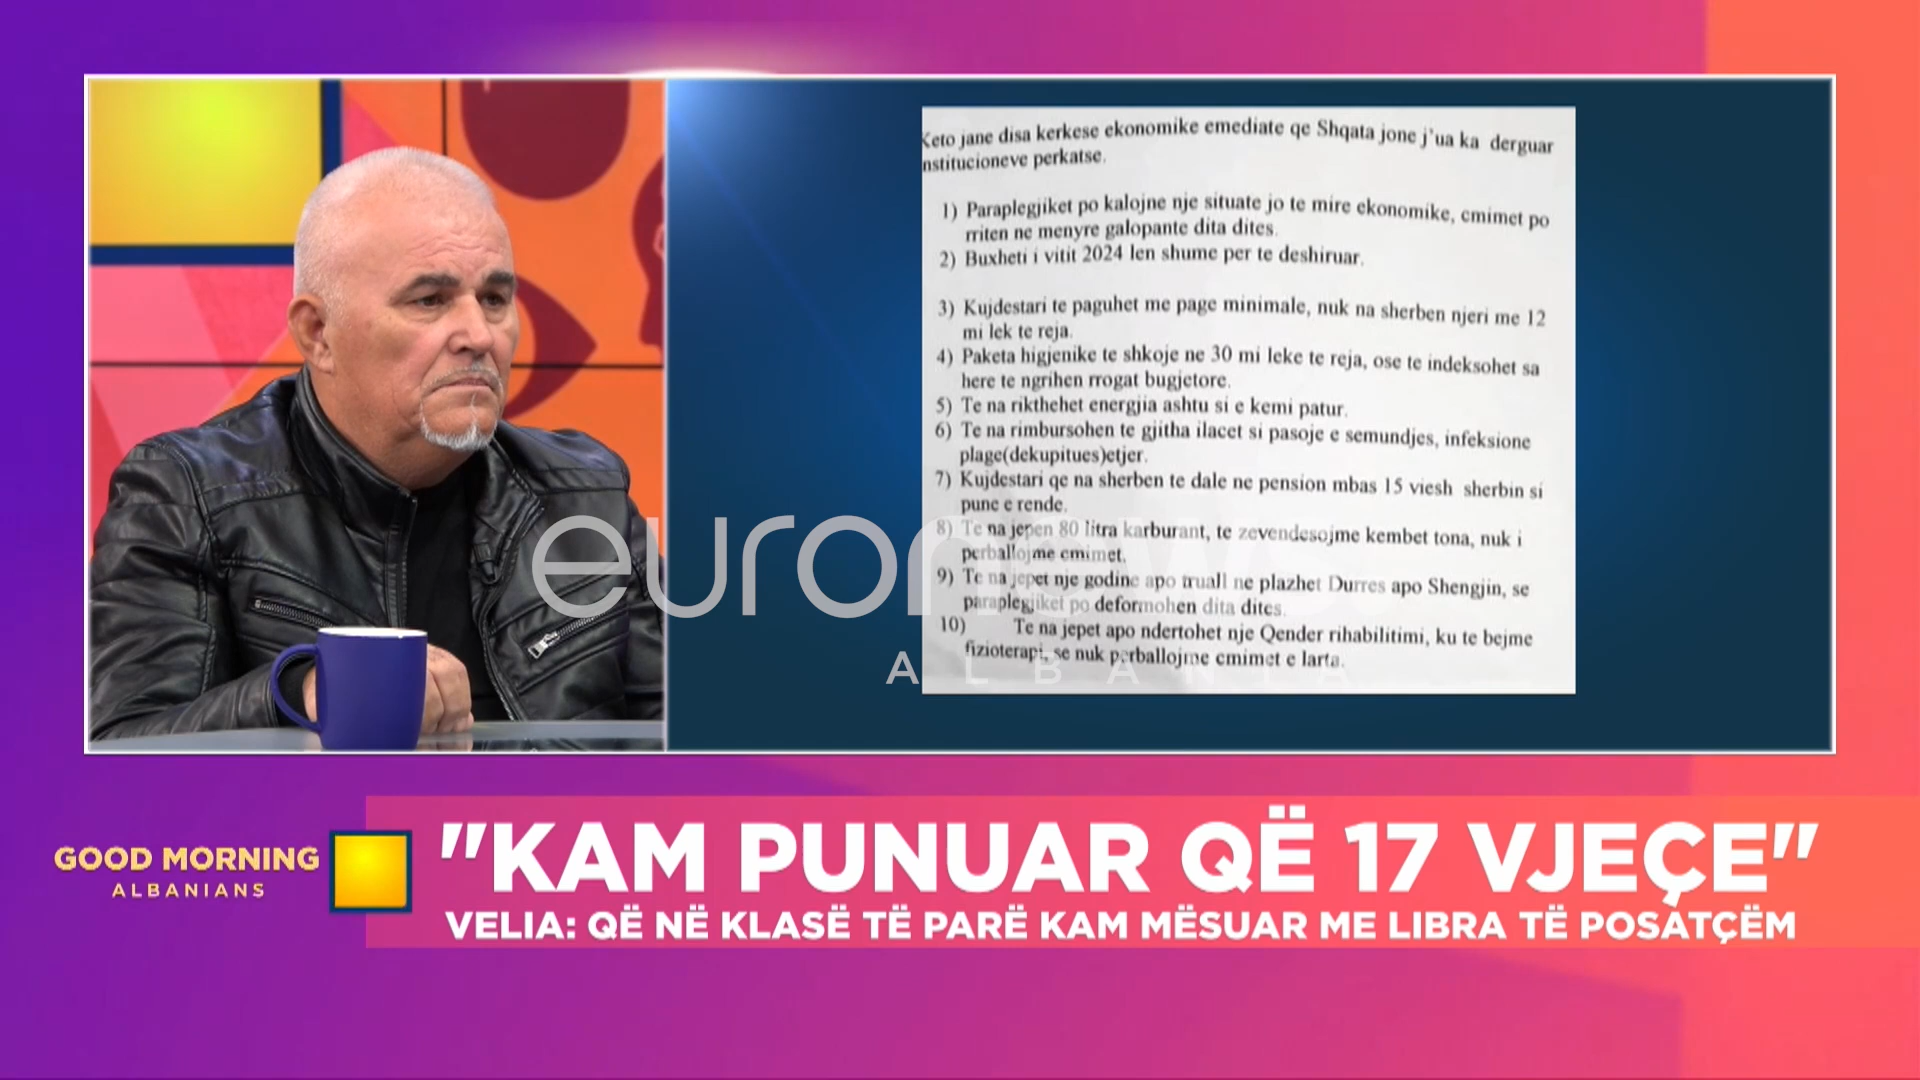 Keto jane disa kerkese ekonomike emediate qe Shqata jone j'ua ka derguar
nstitucioneve perkatse.
1) Paraplegjiket po kalojne nje situate jo te mire ekonomike, cmimet po
rriten ne menyre galopante dita dites.
2) Buxheti i vitit 2024 len shume per te deshiruar.
3) Kujdestari te paguhet me page minimale, nuk na sherben njeri me 12
mi lek te reja.
4) Paketa higjenike te shkoje ne 30 mi leke te reja, ose te indeksohet sa
here te ngrihen rrogat bugjetore.
5) Te na rikthehet energjia ashtu si e kemi patur.
6) Te na rimbursohen te gjitha ilacet si pasoje e semundjes, infeksione
plage(dekupitues)etjer.
7) Kujdestari qe na sherben te dale ne pension mbas 15 viesh sherbin si
pune e rende.
8) Te na jepen 80 litra karburant, te zevendesojme kembet tona, nuk i
perballojme cmimet.
9) Te na jepet nje godine apo truall ne plazhet Durres apo Shengjin, se
paraplegjiket po deformohen dita dites.
10) Te na jepet apo ndertohet nje Qender rihabilitimi, ku te bejme
fizioterapi, se nuk perballojme cmimet e larta.
euronews
ALBANIA
GOOD MORNING
ALBANIANS
"KAM PUNUAR QË 17 VJEÇE"
VELIA: QË NË KLASË TË PARË KAM MËSUAR ME LIBRA TË POSATÇËM